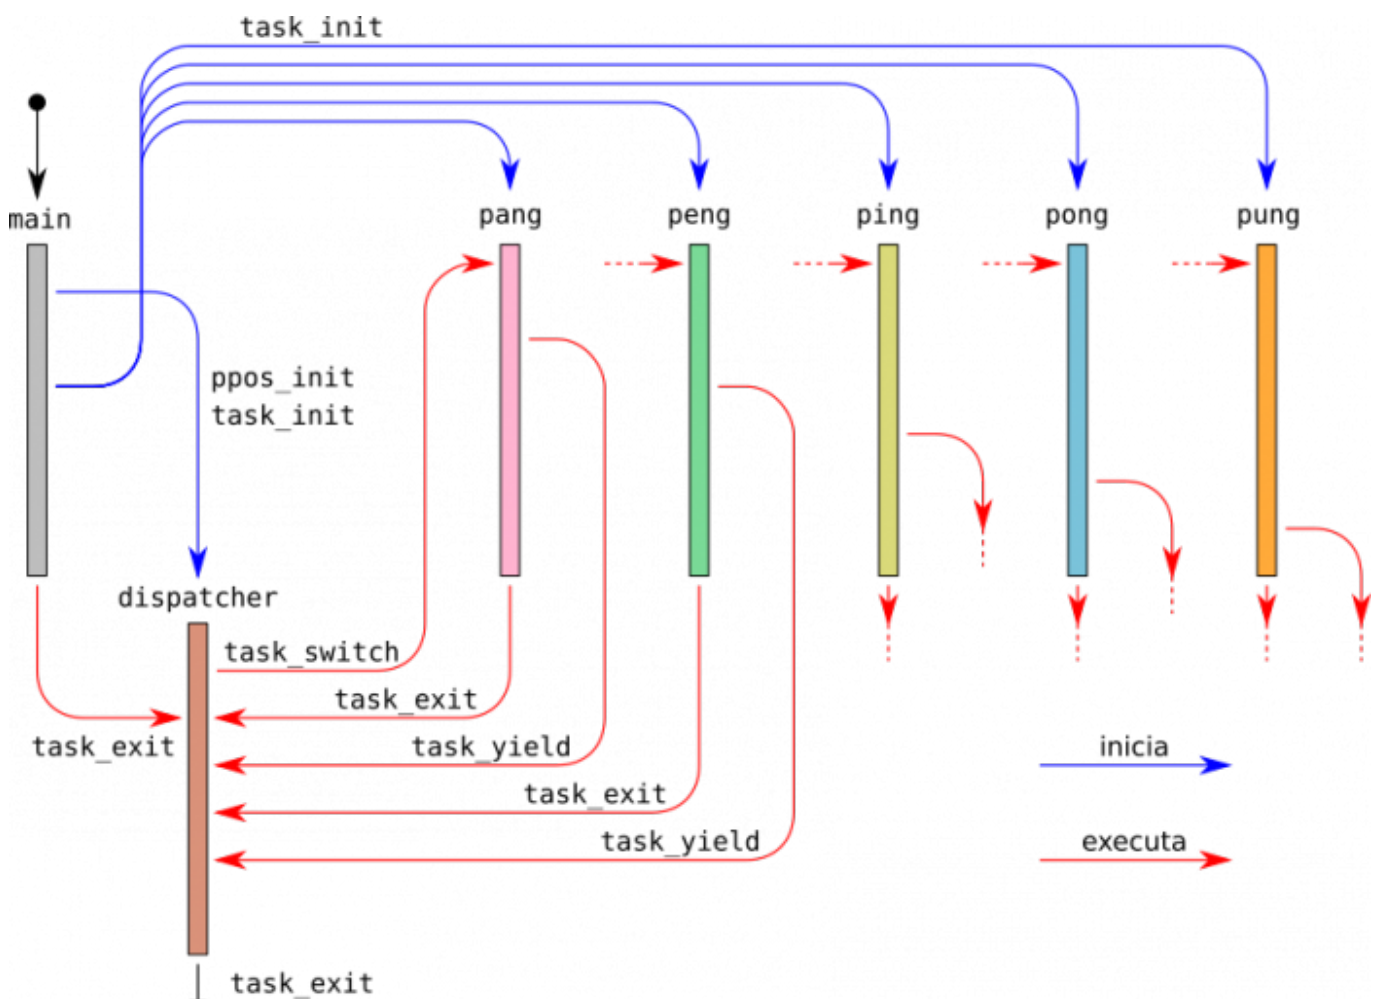 task_init
main
pang
peng
ping
pong
pung
ppos_init
task_init
dispatcher
task_switch
task_exit
task_exit
task_yield
task_exit
task_yield
inicia
executa
task_exit